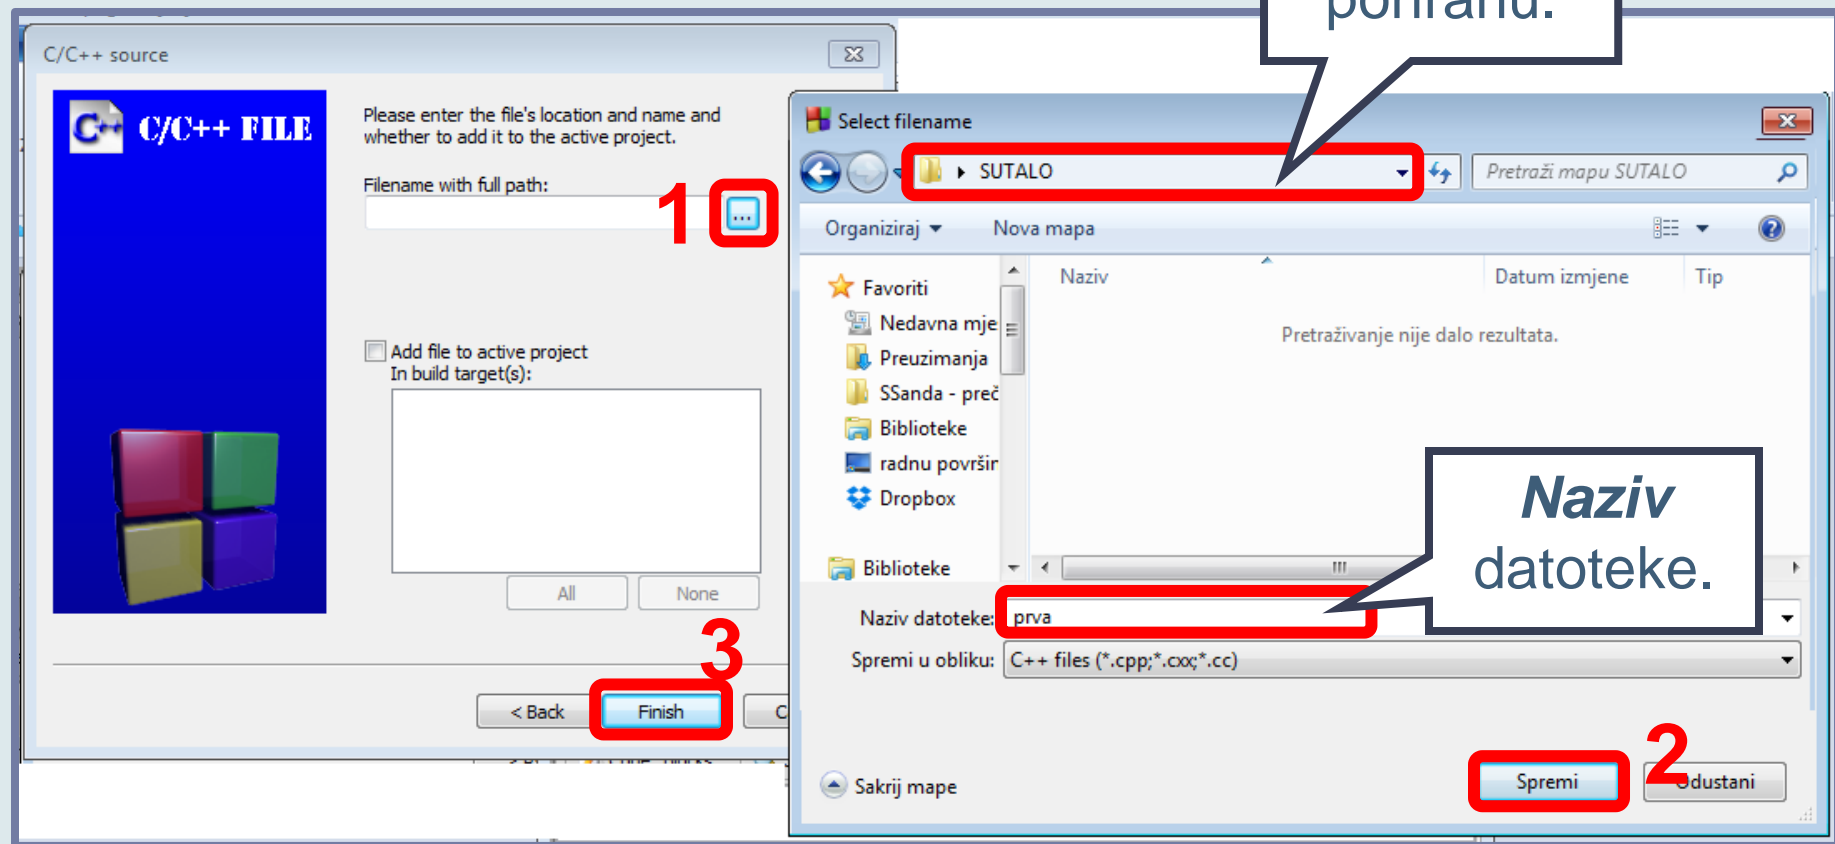 pohranu.
C/C++ source
C/C++ FILE
Please enter the file's location and name and
whether to add it to the active project.
Filename with full path:
1
...
Add file to active project
In build target(s):
All
None
3
< Back
Finish
C
Select filename
SUTALO
Pretraži mapu SUTALO
Organiziraj
Nova mapa
Naziv
Datum izmjene
Tip
Favoriti
Nedavna mje
Preuzimanja
SSanda - preč
Biblioteke
radnu površin
Dropbox
Biblioteke
Pretraživanje nije dalo rezultata.
Naziv
datoteke.
Naziv datoteke:
prva
Spremi u obliku:
C++ files (*.cpp;*.cxx;*.cc)
2
Sakrij mape
Spremi
Odustani